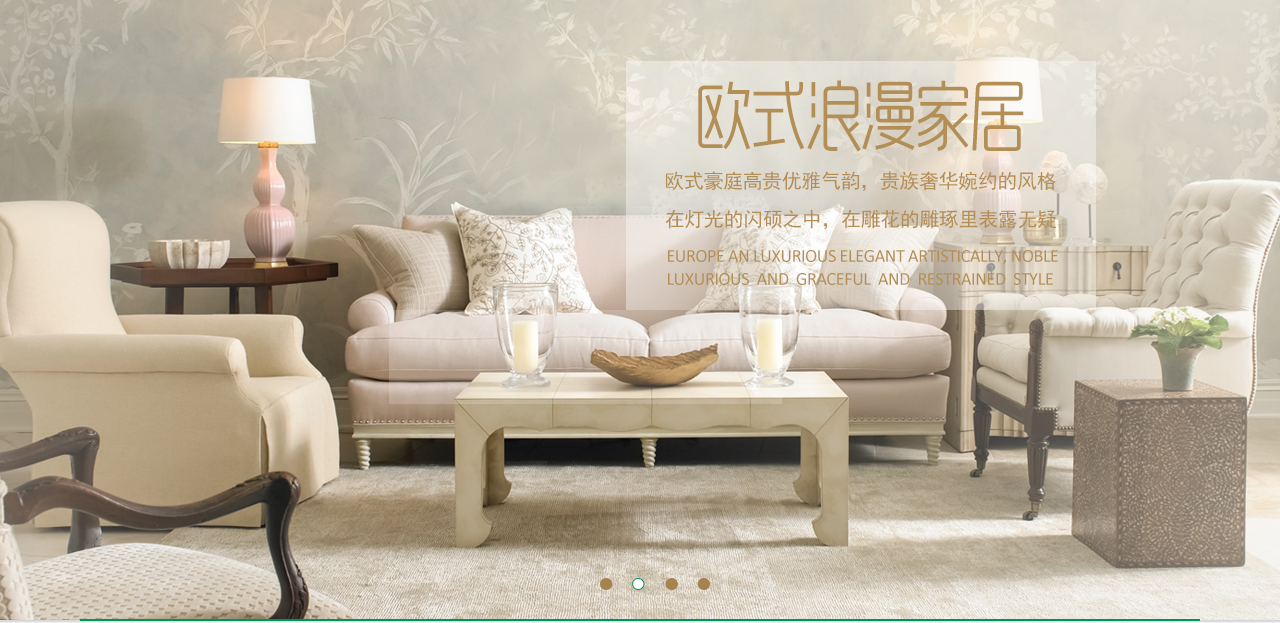 欧式浪漫家居
欧式豪庭高贵优雅气韵，贵族奢华婉约的风格
在灯光的闪硕之中，在雕花的雕琢里表露无疑
EUROPE AN LUXURIOUS ELEGANT ARTISTICALLY. NOBLE
LUXURIOUS AND GRACEFUL AND RESTRAINED STYLE